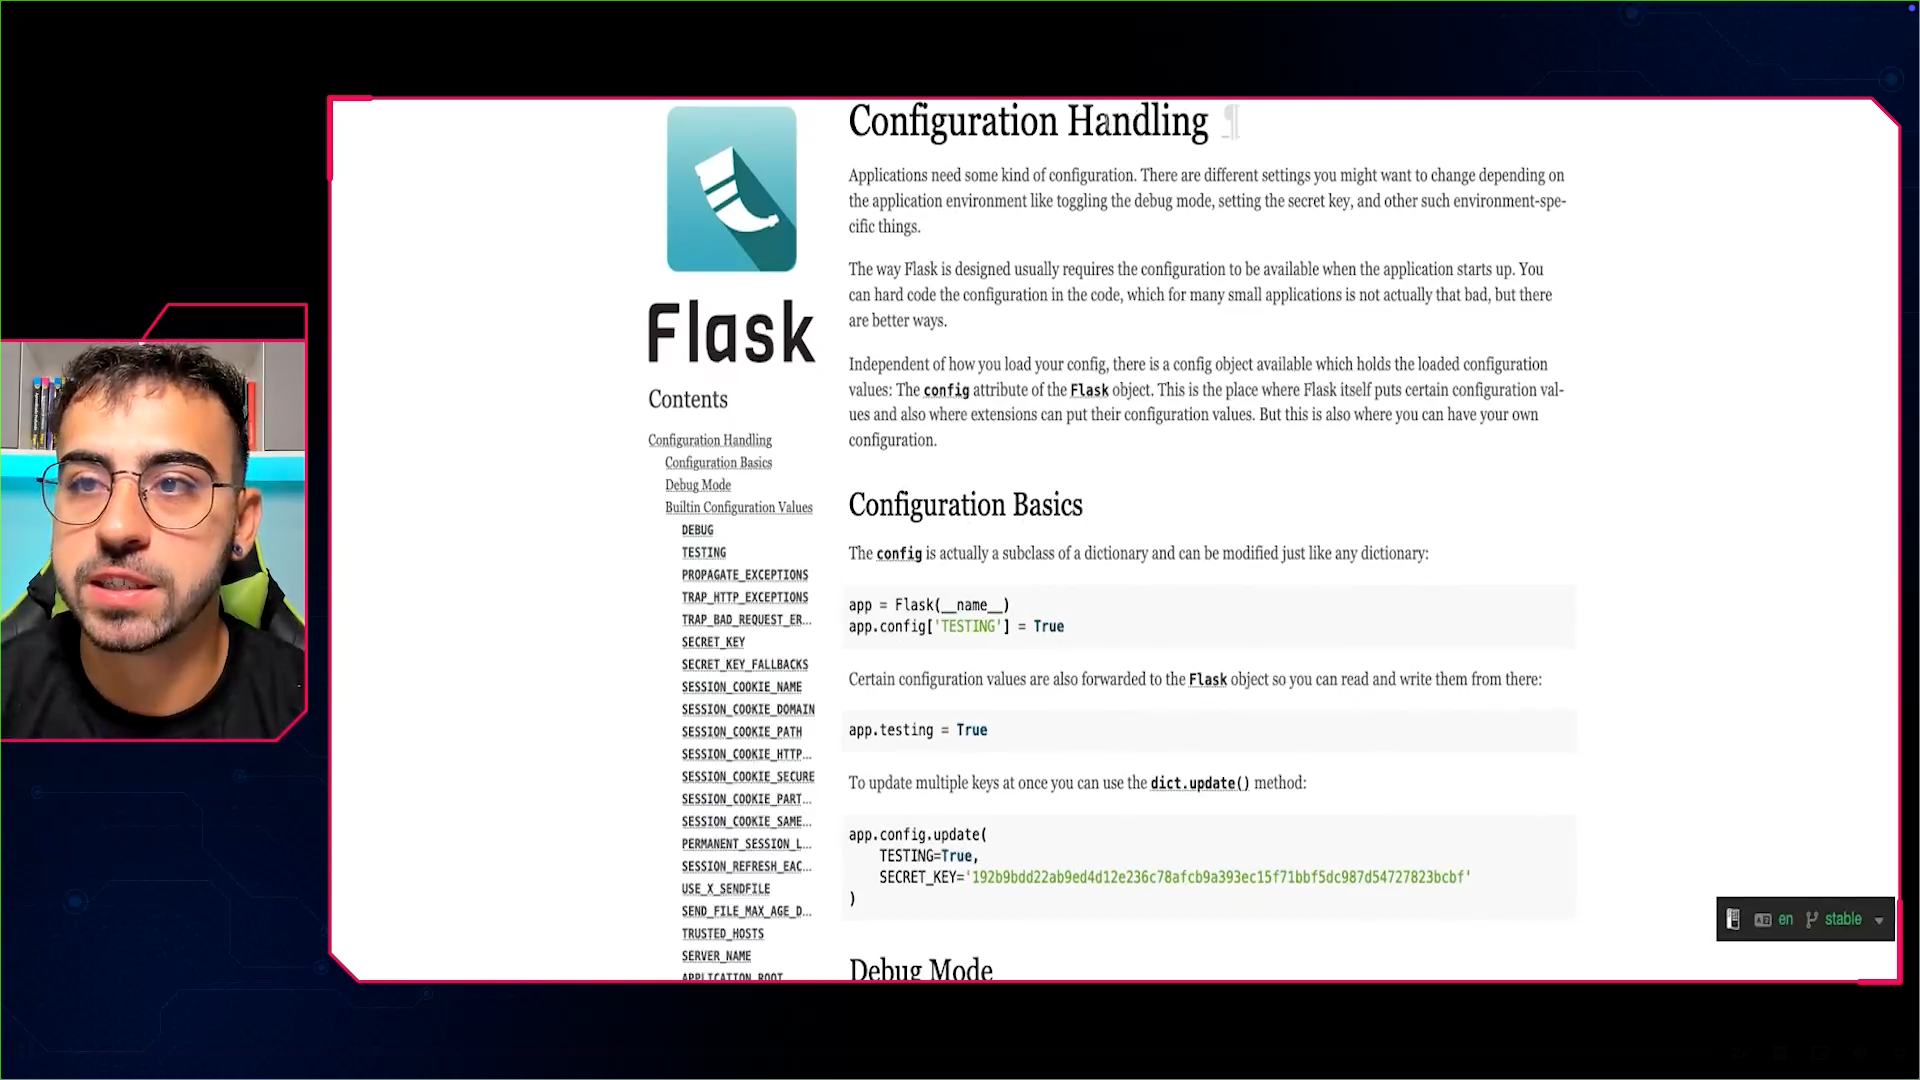 Configuration Handling ¶
Applications need some kind of configuration. There are different settings you might want to change depending on
the application environment like toggling the debug mode, setting the secret key, and other such environment-spe-
cific things.
The way Flask is designed usually requires the configuration to be available when the application starts up. You
can hard code the configuration in the code, which for many small applications is not actually that bad, but there
are better ways.
Independent of how you load your config, there is a config object available which holds the loaded configuration
values: The config attribute of the Flask object. This is the place where Flask itself puts certain configuration val-
ues and also where extensions can put their configuration values. But this is also where you can have your own
configuration.
Configuration Basics
The config is actually a subclass of a dictionary and can be modified just like any dictionary:
app = Flask(__name__)
app.config['TESTING'] = True
Certain configuration values are also forwarded to the Flask object so you can read and write them from there:
app.testing = True
To update multiple keys at once you can use the dict.update() method:
app.config.update(
TESTING=True,
SECRET_KEY='192b9bdd22ab9ed4d12e236c78afcb9a393ec15f71bbf5dc987d54727823bcbf'
)
Debug Mode
Flask
Contents
Configuration Handling
Configuration Basics
Debug Mode
Builtin Configuration Values
DEBUG
TESTING
PROPAGATE_EXCEPTIONS
TRAP_HTTP_EXCEPTIONS
TRAP_BAD_REQUEST_ER...
SECRET_KEY
SECRET_KEY_FALLBACKS
SESSION_COOKIE_NAME
SESSION_COOKIE_DOMAIN
SESSION_COOKIE_PATH
SESSION_COOKIE_HTTP...
SESSION_COOKIE_SECURE
SESSION_COOKIE_PART...
SESSION_COOKIE_SAME...
PERMANENT_SESSION_L...
SESSION_REFRESH_EAC...
USE_X_SENDFILE
SEND_FILE_MAX_AGE_D...
TRUSTED_HOSTS
SERVER_NAME
APPLICATION_ROOT
en stable